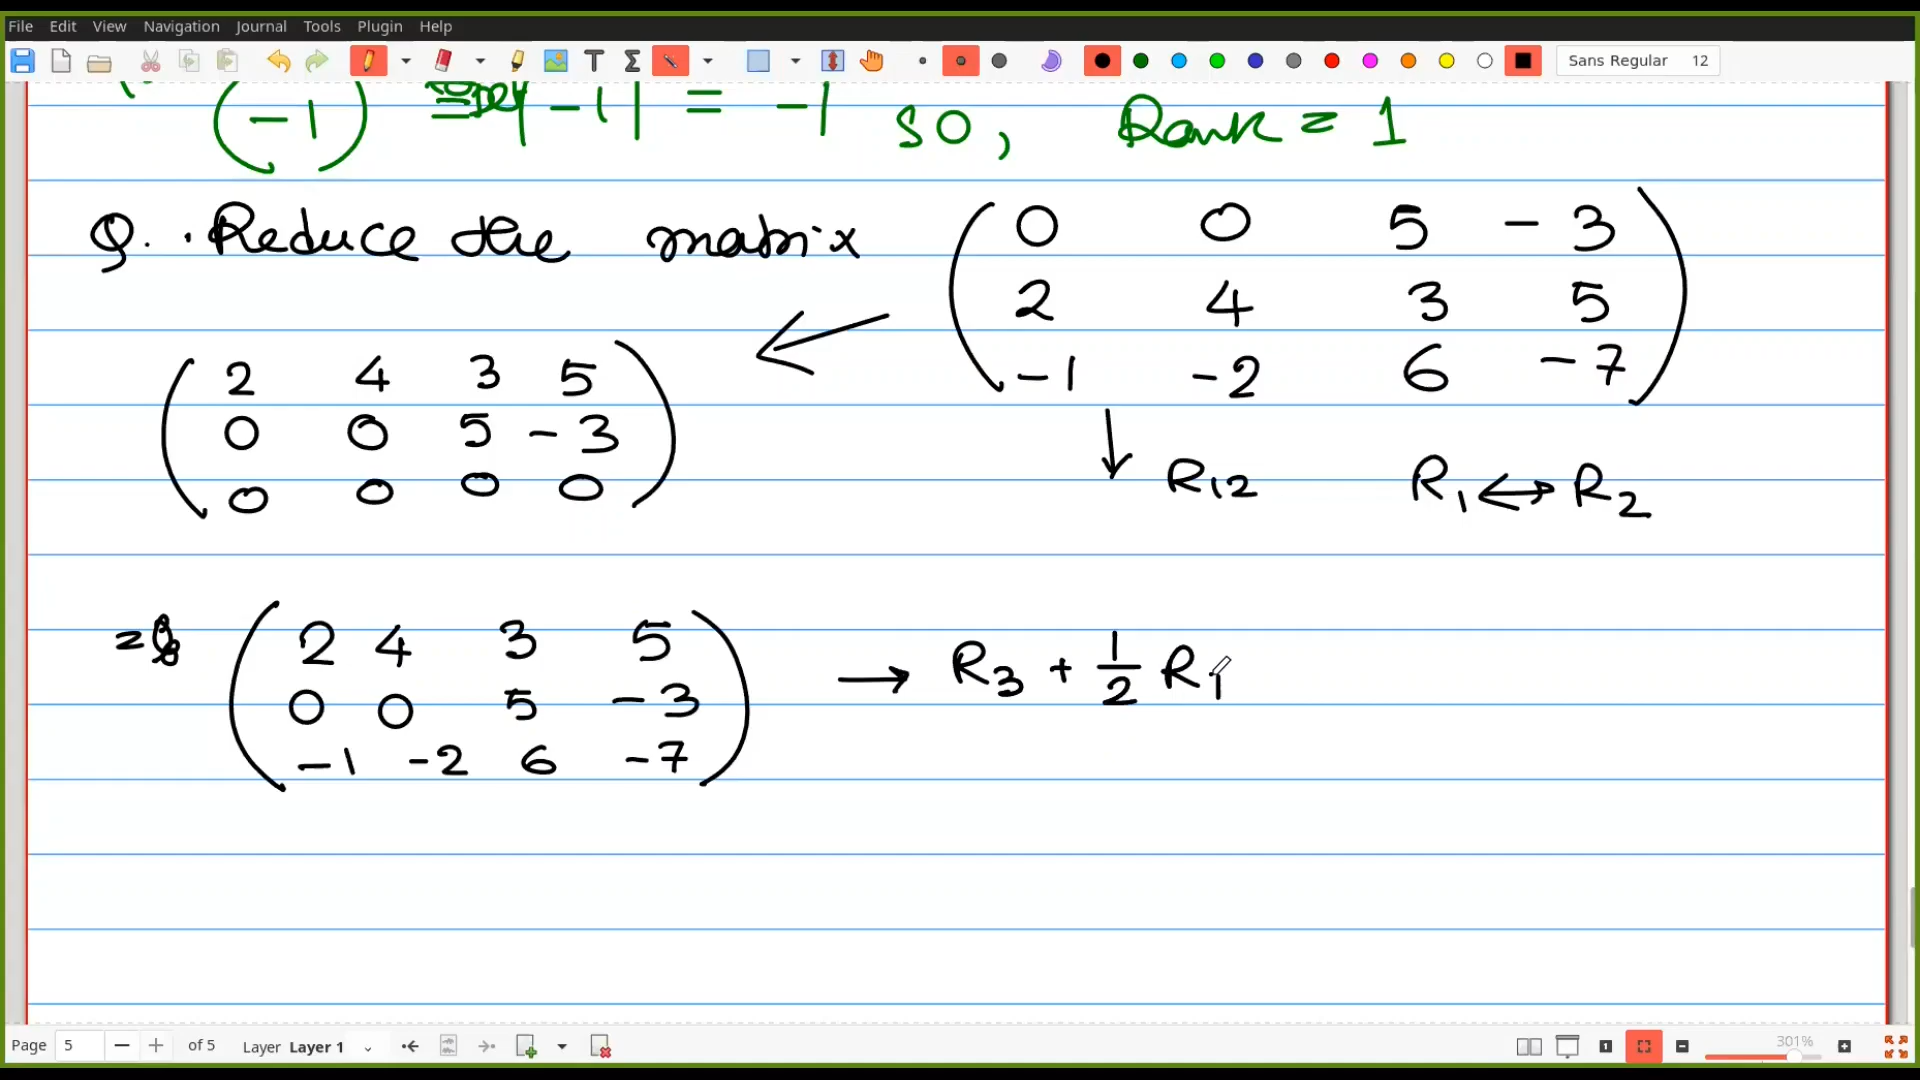 File Edit View Navigation Journal Tools Plugin Help
Sans Regular 12
( -1 ) |-1| = -1 so, Rank = 1
Q. . Reduce the matrix
0 0 5 -3
2 4 3 5
-1 -2 6 -7
2 4 3 5
0 0 5 -3
0 0 0 0
↓ R12 R1 ↔ R2
=
2 4 3 5
0 0 5 -3
-1 -2 6 -7
→ R3 + 1/2 R1
Page 5 of 5 Layer Layer 1 301%